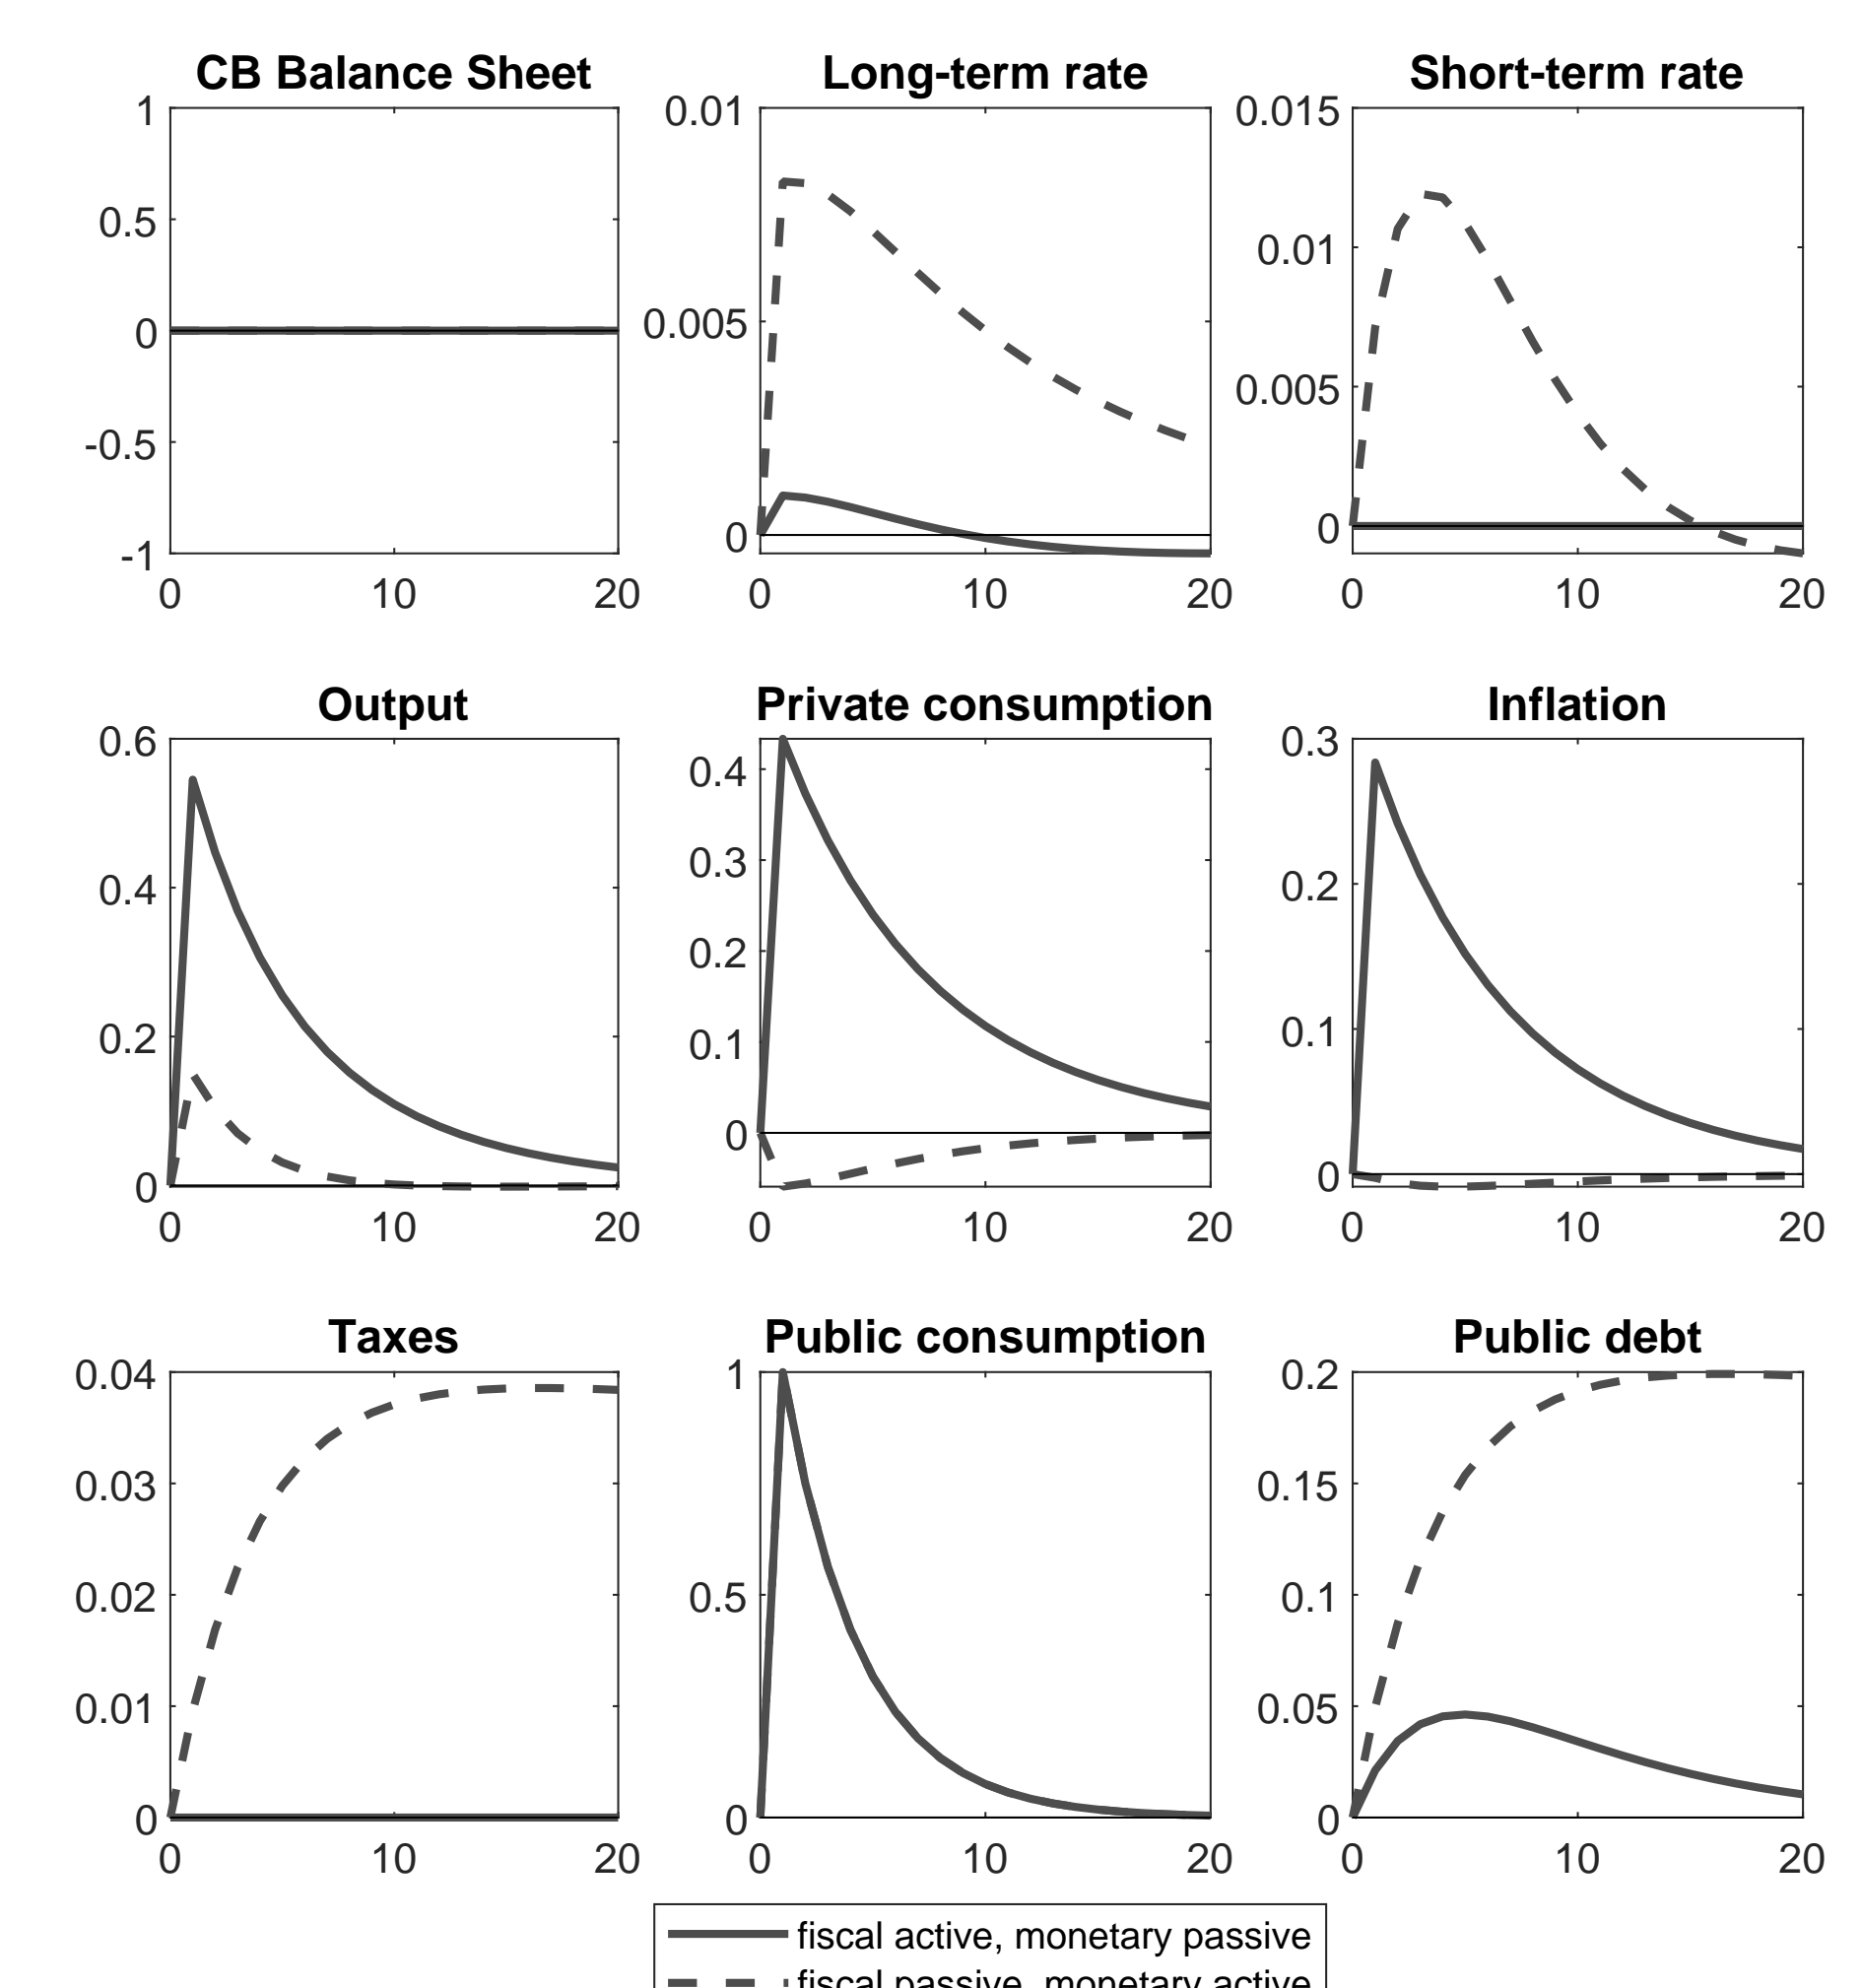 CB Balance Sheet
1
0.5
0
-0.5
-1
0 10 20
Long-term rate
0.01
0.005
0
0 10 20
Short-term rate
0.015
0.01
0.005
0
0 10 20
Output
0.6
0.4
0.2
0
0 10 20
Private consumption
0.4
0.3
0.2
0.1
0
0 10 20
Inflation
0.3
0.2
0.1
0
0 10 20
Taxes
0.04
0.03
0.02
0.01
0
0 10 20
Public consumption
1
0.5
0
0 10 20
Public debt
0.2
0.15
0.1
0.05
0
0 10 20
fiscal active, monetary passive
fiscal passive, monetary active